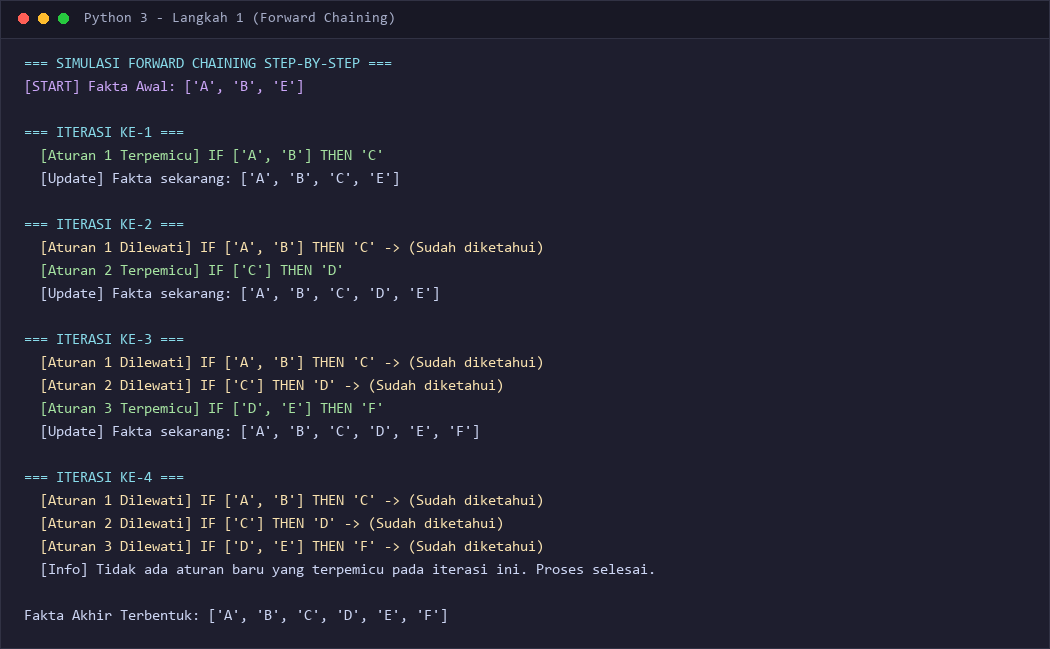 Python 3 - Langkah 1 (Forward Chaining)
=== SIMULASI FORWARD CHAINING STEP-BY-STEP ===
[START] Fakta Awal: ['A', 'B', 'E']
=== ITERASI KE-1 ===
[Aturan 1 Terpemicu] IF ['A', 'B'] THEN 'C'
[Update] Fakta sekarang: ['A', 'B', 'C', 'E']
=== ITERASI KE-2 ===
[Aturan 1 Dilewati] IF ['A', 'B'] THEN 'C' -> (Sudah diketahui)
[Aturan 2 Terpemicu] IF ['C'] THEN 'D'
[Update] Fakta sekarang: ['A', 'B', 'C', 'D', 'E']
=== ITERASI KE-3 ===
[Aturan 1 Dilewati] IF ['A', 'B'] THEN 'C' -> (Sudah diketahui)
[Aturan 2 Dilewati] IF ['C'] THEN 'D' -> (Sudah diketahui)
[Aturan 3 Terpemicu] IF ['D', 'E'] THEN 'F'
[Update] Fakta sekarang: ['A', 'B', 'C', 'D', 'E', 'F']
=== ITERASI KE-4 ===
[Aturan 1 Dilewati] IF ['A', 'B'] THEN 'C' -> (Sudah diketahui)
[Aturan 2 Dilewati] IF ['C'] THEN 'D' -> (Sudah diketahui)
[Aturan 3 Dilewati] IF ['D', 'E'] THEN 'F' -> (Sudah diketahui)
[Info] Tidak ada aturan baru yang terpemicu pada iterasi ini. Proses selesai.
Fakta Akhir Terbentuk: ['A', 'B', 'C', 'D', 'E', 'F']